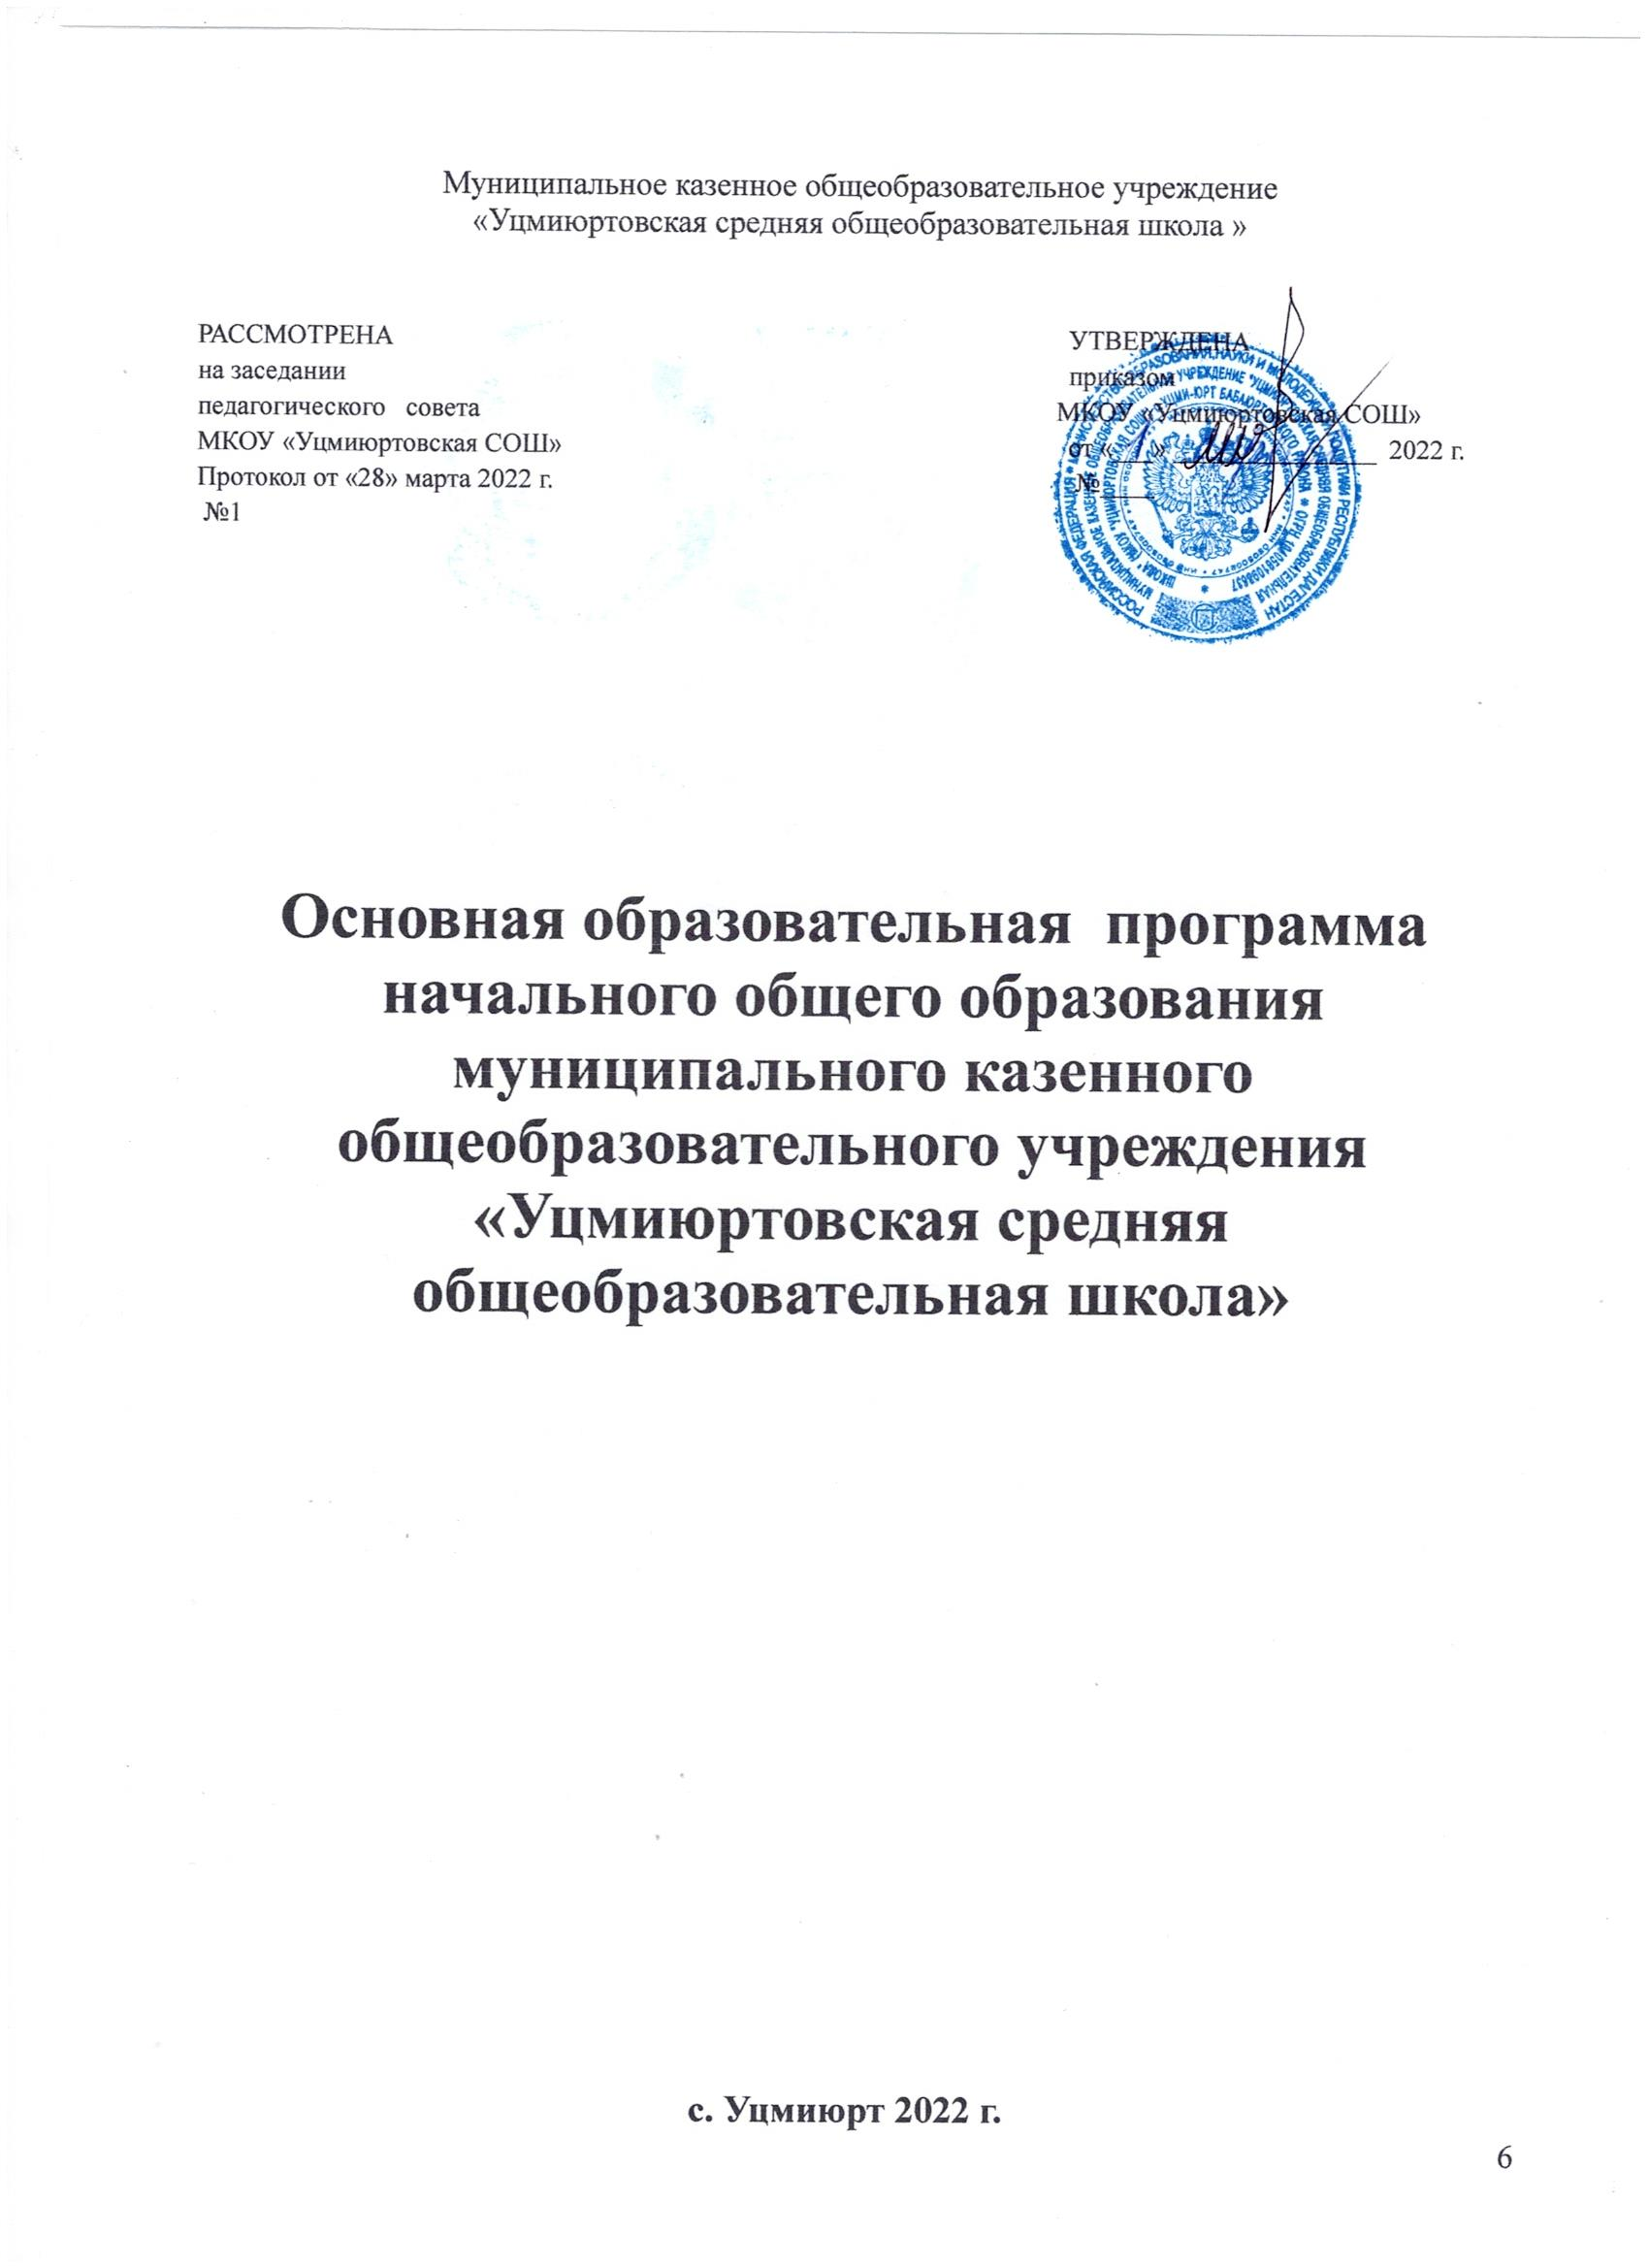 Муниципальное казенное общеобразовательное учреждение
«Уцмиюртовская средняя общеобразовательная школа »
РАССМОТРЕНА
на заседании
педагогического совета
МКОУ «Уцмиюртовская СОШ»
Протокол от «28» марта 2022 г.
№1
УТВЕРЖДЕНА
приказом
МКОУ «Уцмиюртовская СОШ»
от « » 2022 г.
№
Основная образовательная программа
начального общего образования
муниципального казенного
общеобразовательного учреждения
«Уцмиюртовская средняя
общеобразовательная школа»
с. Уцмиюрт 2022 г.
6